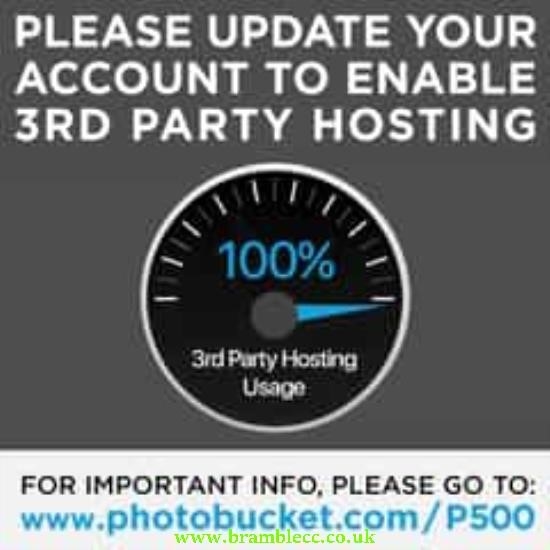 PLEASE UPDATE YOUR
ACCOUNT TO ENABLE
3RD PARTY HOSTING
100%
3rd Party Hosting
Usage
FOR IMPORTANT INFO, PLEASE GO TO:
www.photobucket.com/P500
www.bramblecc.co.uk